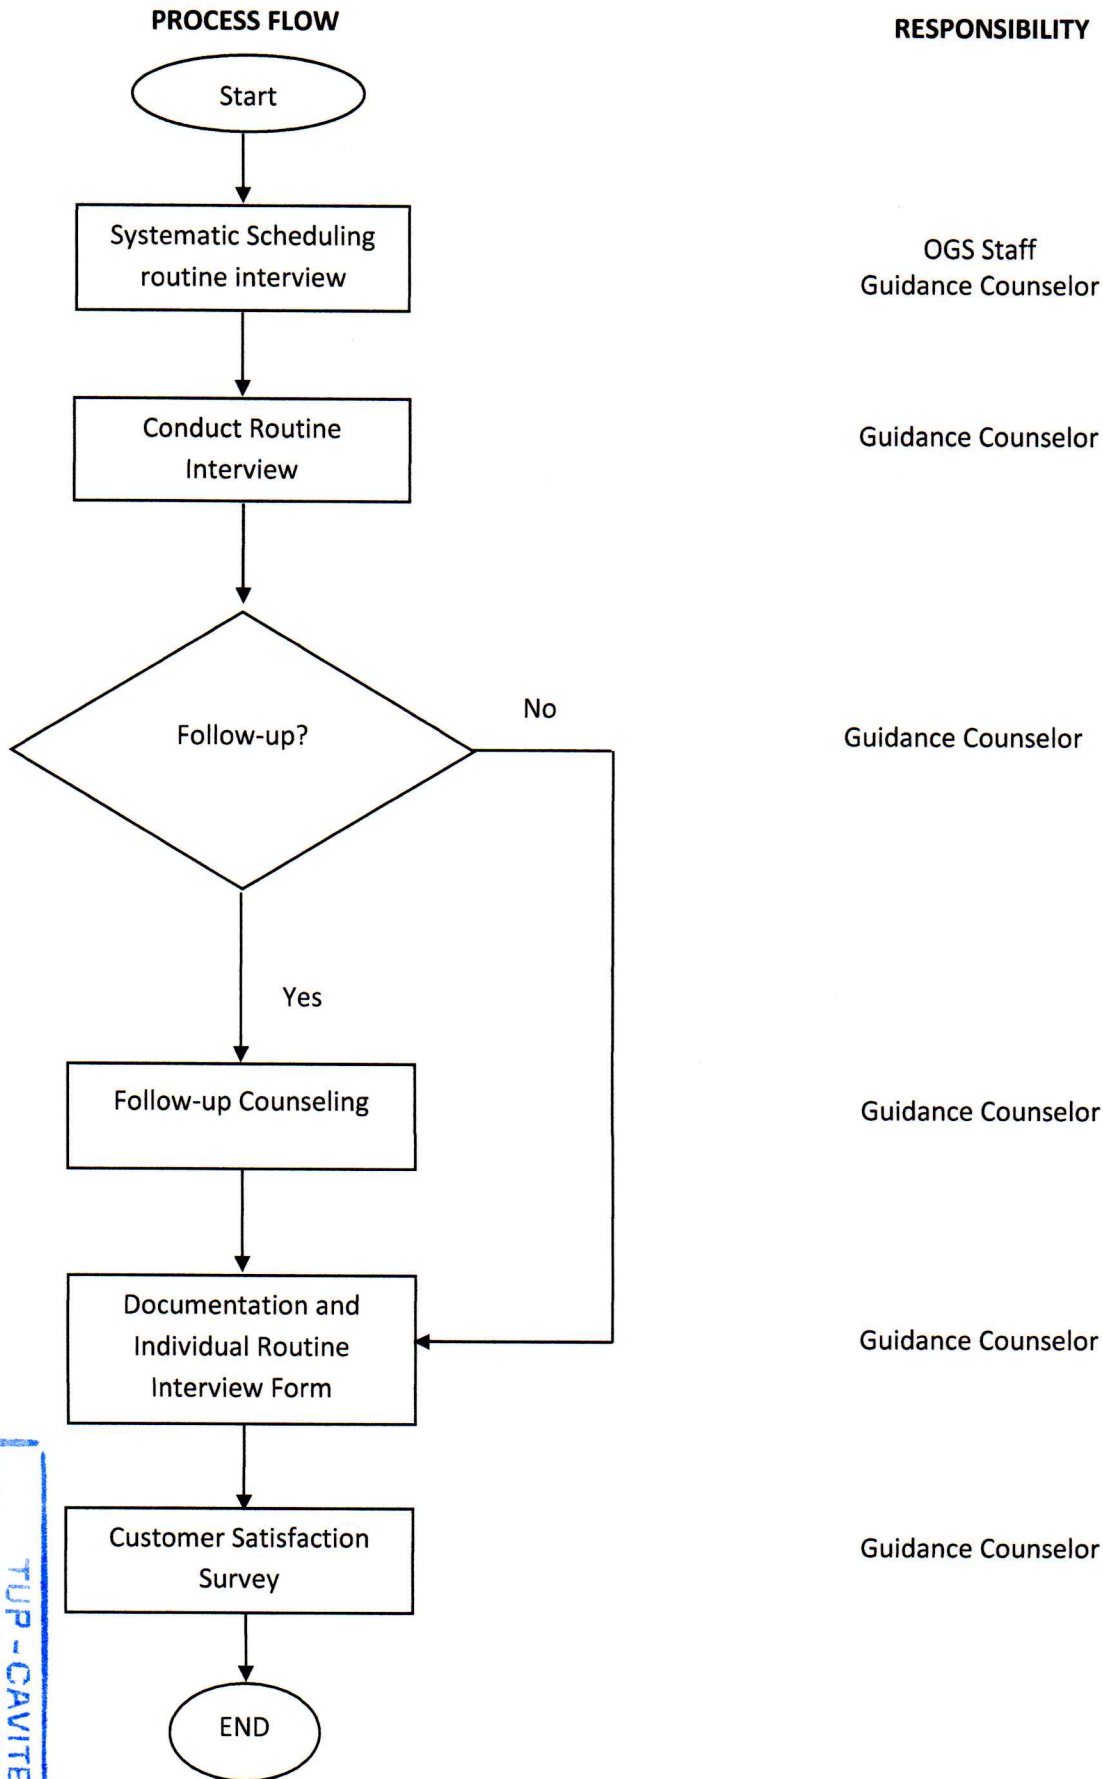 PROCESS FLOW
RESPONSIBILITY
Start
Systematic Scheduling
routine interview
OGS Staff
Guidance Counselor
Conduct Routine
Interview
Guidance Counselor
Follow-up?
No
Guidance Counselor
Yes
Follow-up Counseling
Guidance Counselor
Documentation and
Individual Routine
Interview Form
Guidance Counselor
Customer Satisfaction
Survey
Guidance Counselor
END
TUP-CAVITE